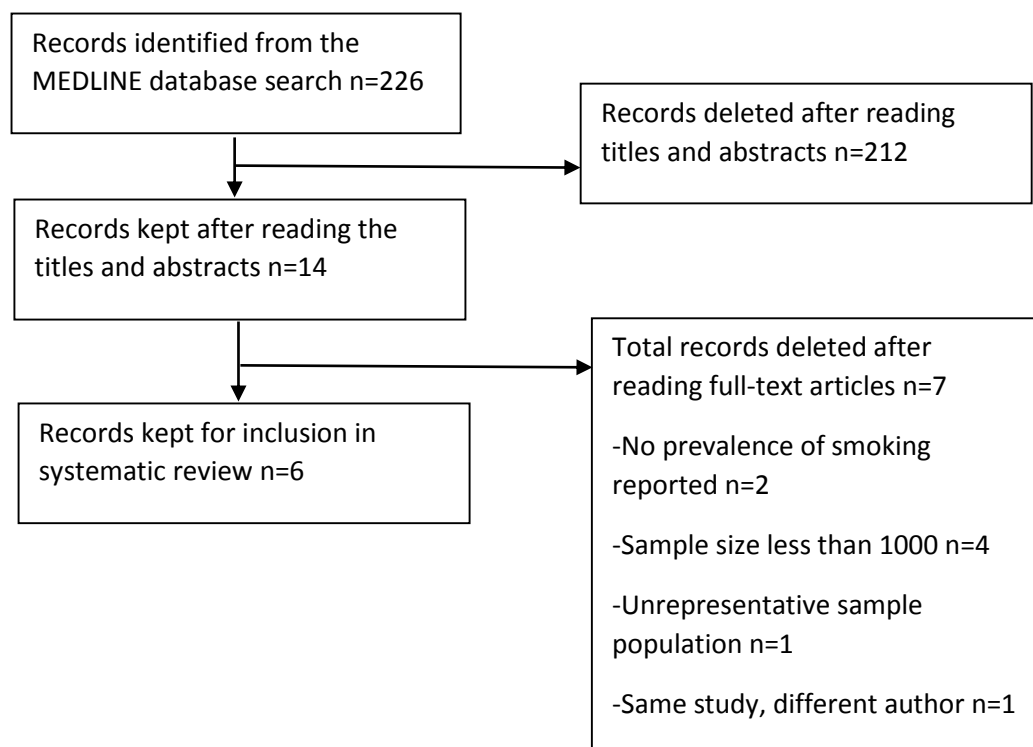 Records identified from the
MEDLINE database search n=226
Records deleted after reading
titles and abstracts n=212
Records kept after reading the
titles and abstracts n=14
Total records deleted after
reading full-text articles n=7
-No prevalence of smoking
reported n=2
-Sample size less than 1000 n=4
-Unrepresentative sample
population n=1
-Same study, different author n=1
Records kept for inclusion in
systematic review n=6